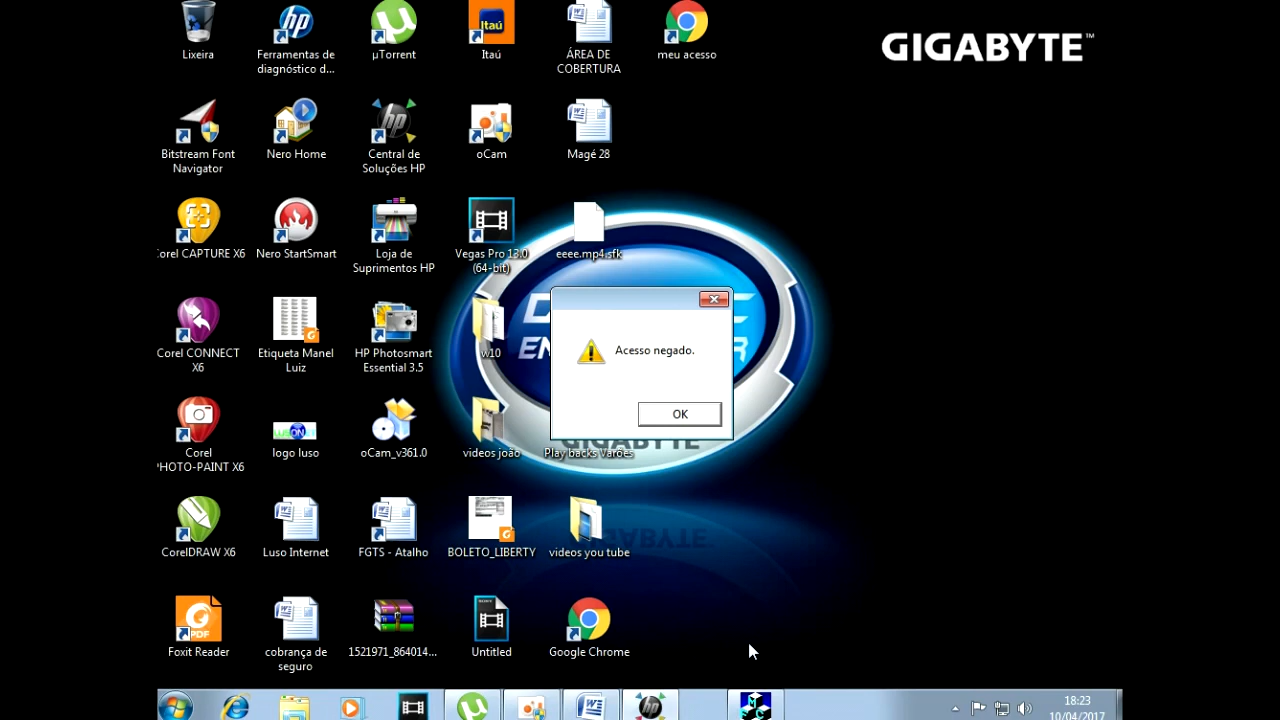 GIGABYTE™
Lixeira
Ferramentas de
diagnóstico d...
µTorrent
Itaú
Itaú
ÁREA DE
COBERTURA
meu acesso
Bitstream Font
Navigator
Nero Home
Central de
Soluções HP
oCam
Magé 28
Corel CAPTURE X6
Nero StartSmart
Loja de
Suprimentos HP
Vegas Pro 13.0
(64-bit)
eeee.mp4.sfk
Corel CONNECT
X6
Etiqueta Manel
Luiz
HP Photosmart
Essential 3.5
w10
Acesso negado.
OK
Corel
PHOTO-PAINT X6
logo luso
oCam_v361.0
videos joão
Play backs Varões
GIGABYTE
CorelDRAW X6
Luso Internet
FGTS - Atalho
BOLETO_LIBERTY
videos you tube
PDF
Foxit Reader
cobrança de
seguro
1521971_864014...
Untitled
Google Chrome
18:23
10/04/2017